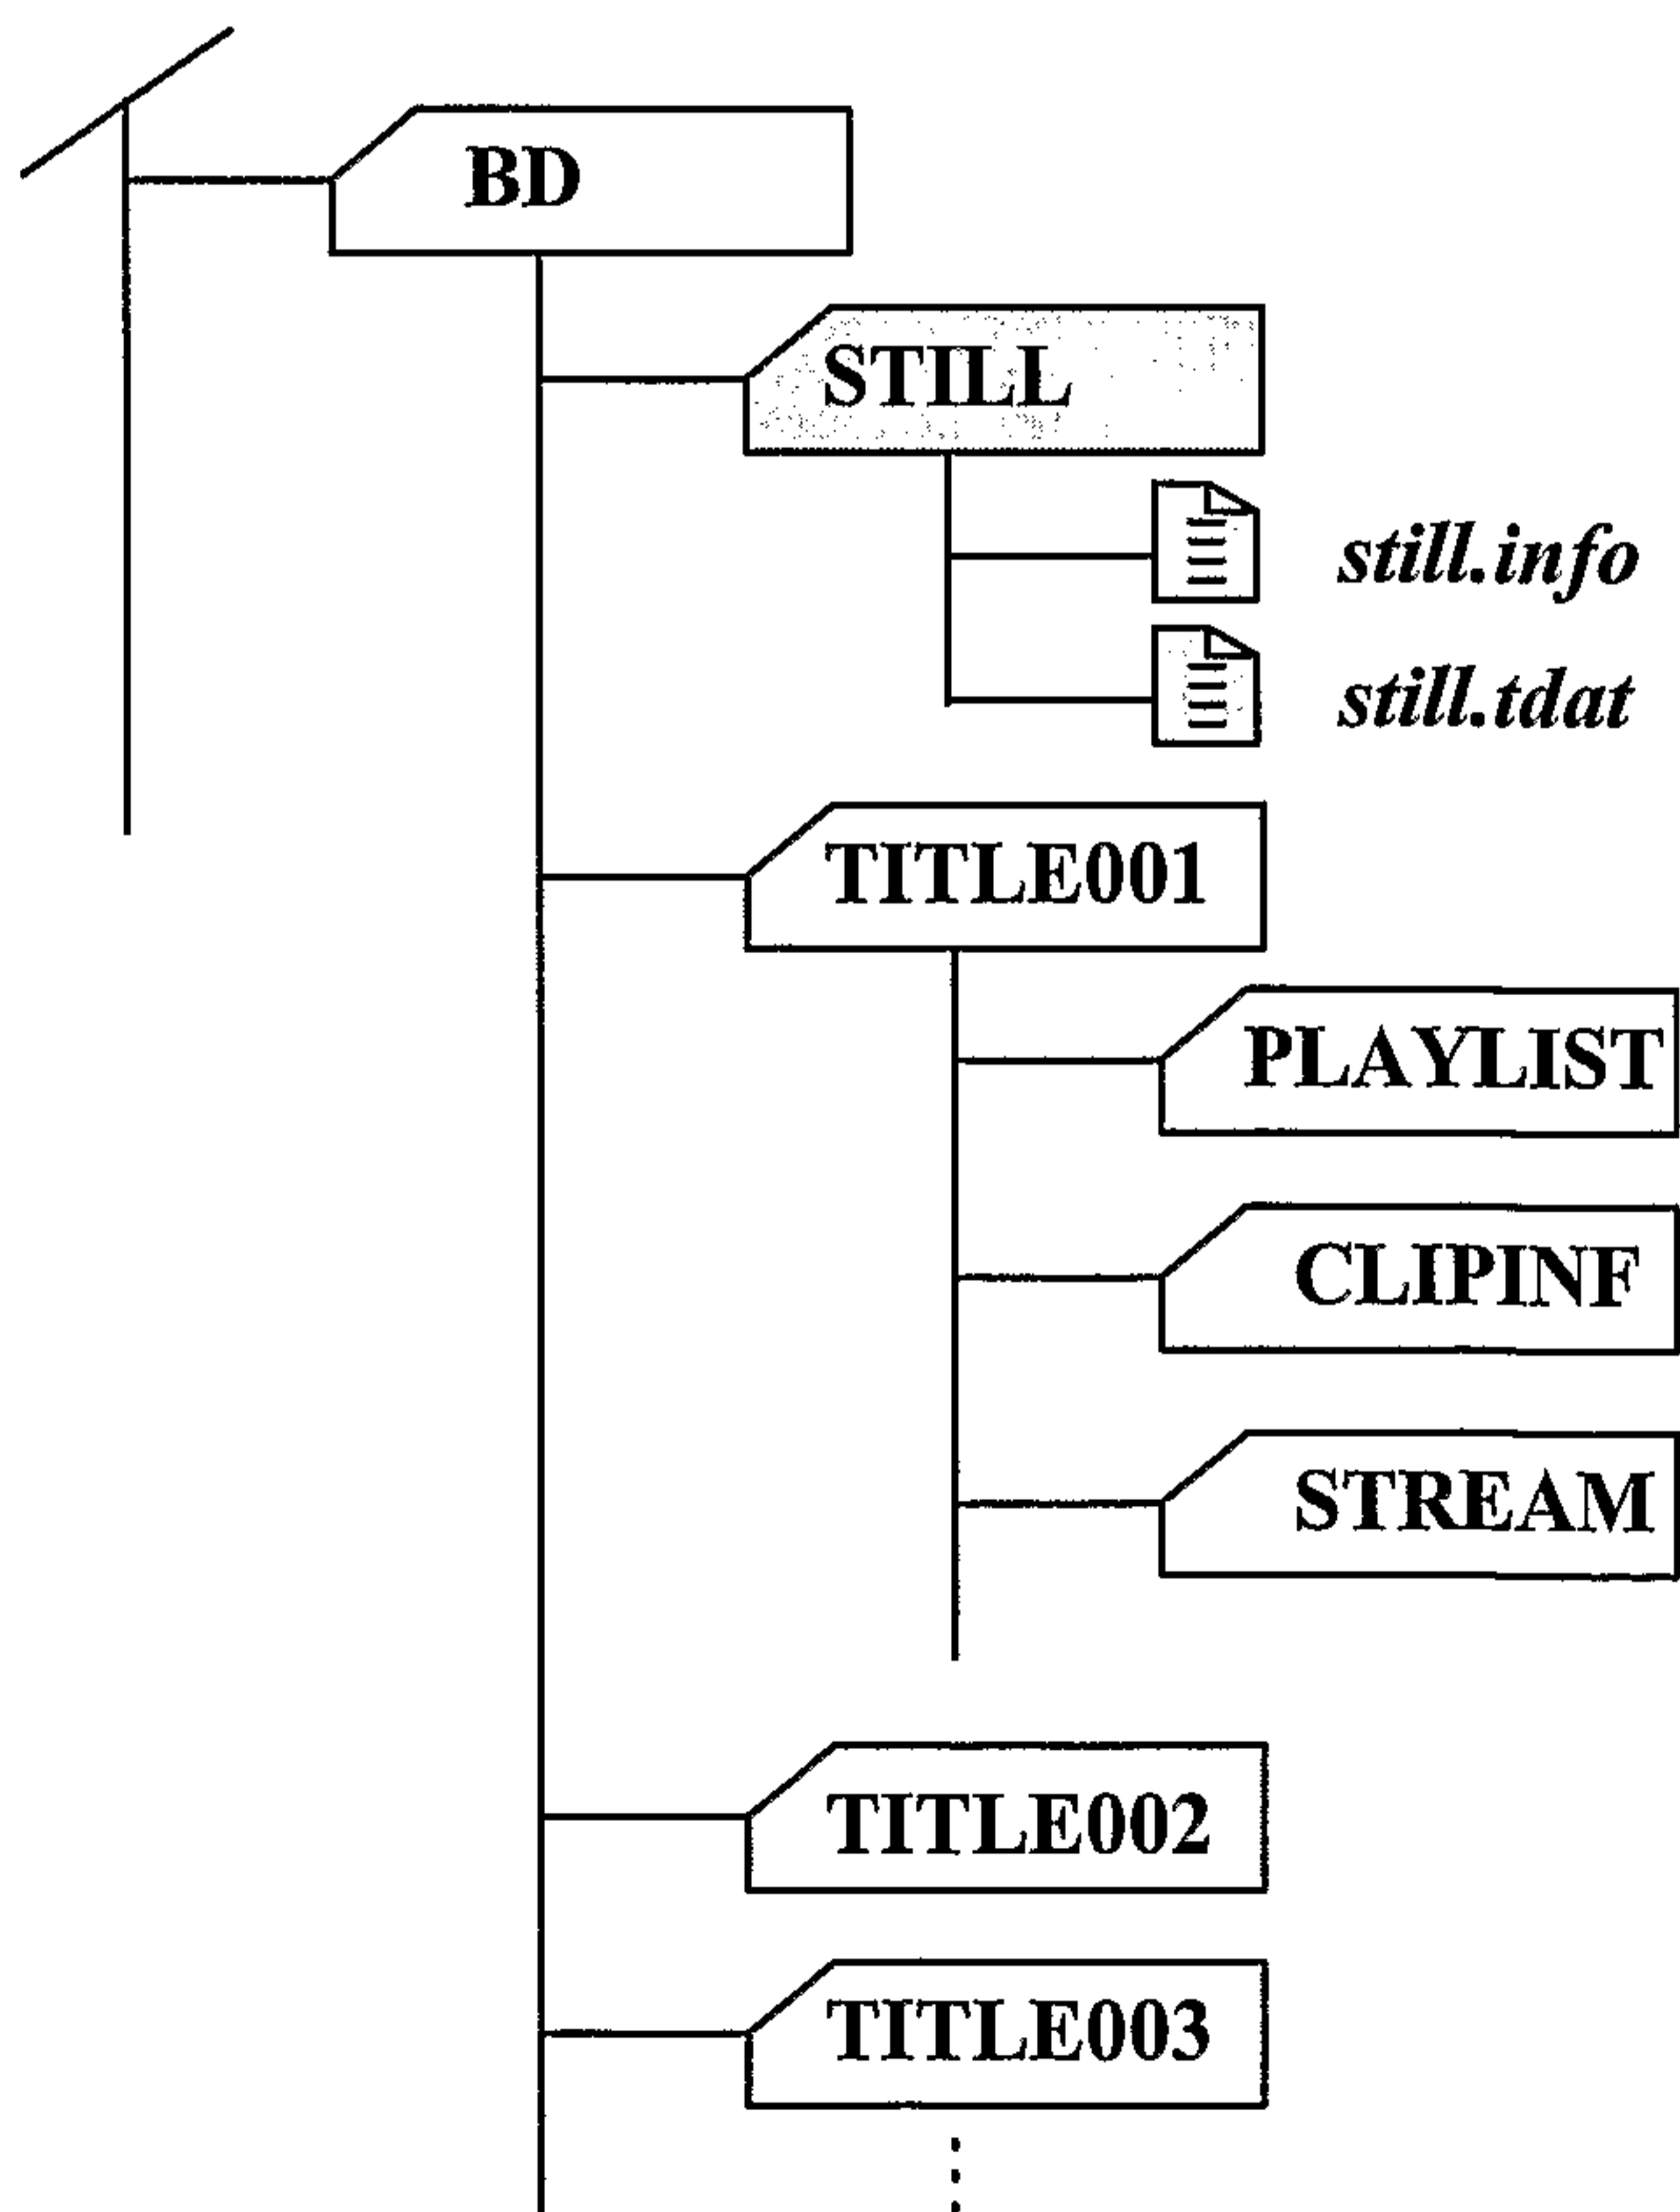 BD
STILL
still.info
still.tdat
TITLE001
PLAYLIST
CLIPINF
STREAM
TITLE002
TITLE003